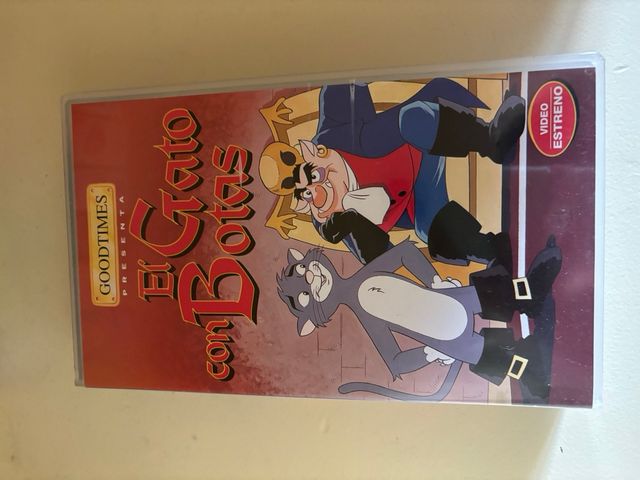 GOODTIMES
PRESENTA
El Gato
con Botas
VIDEO
ESTRENO